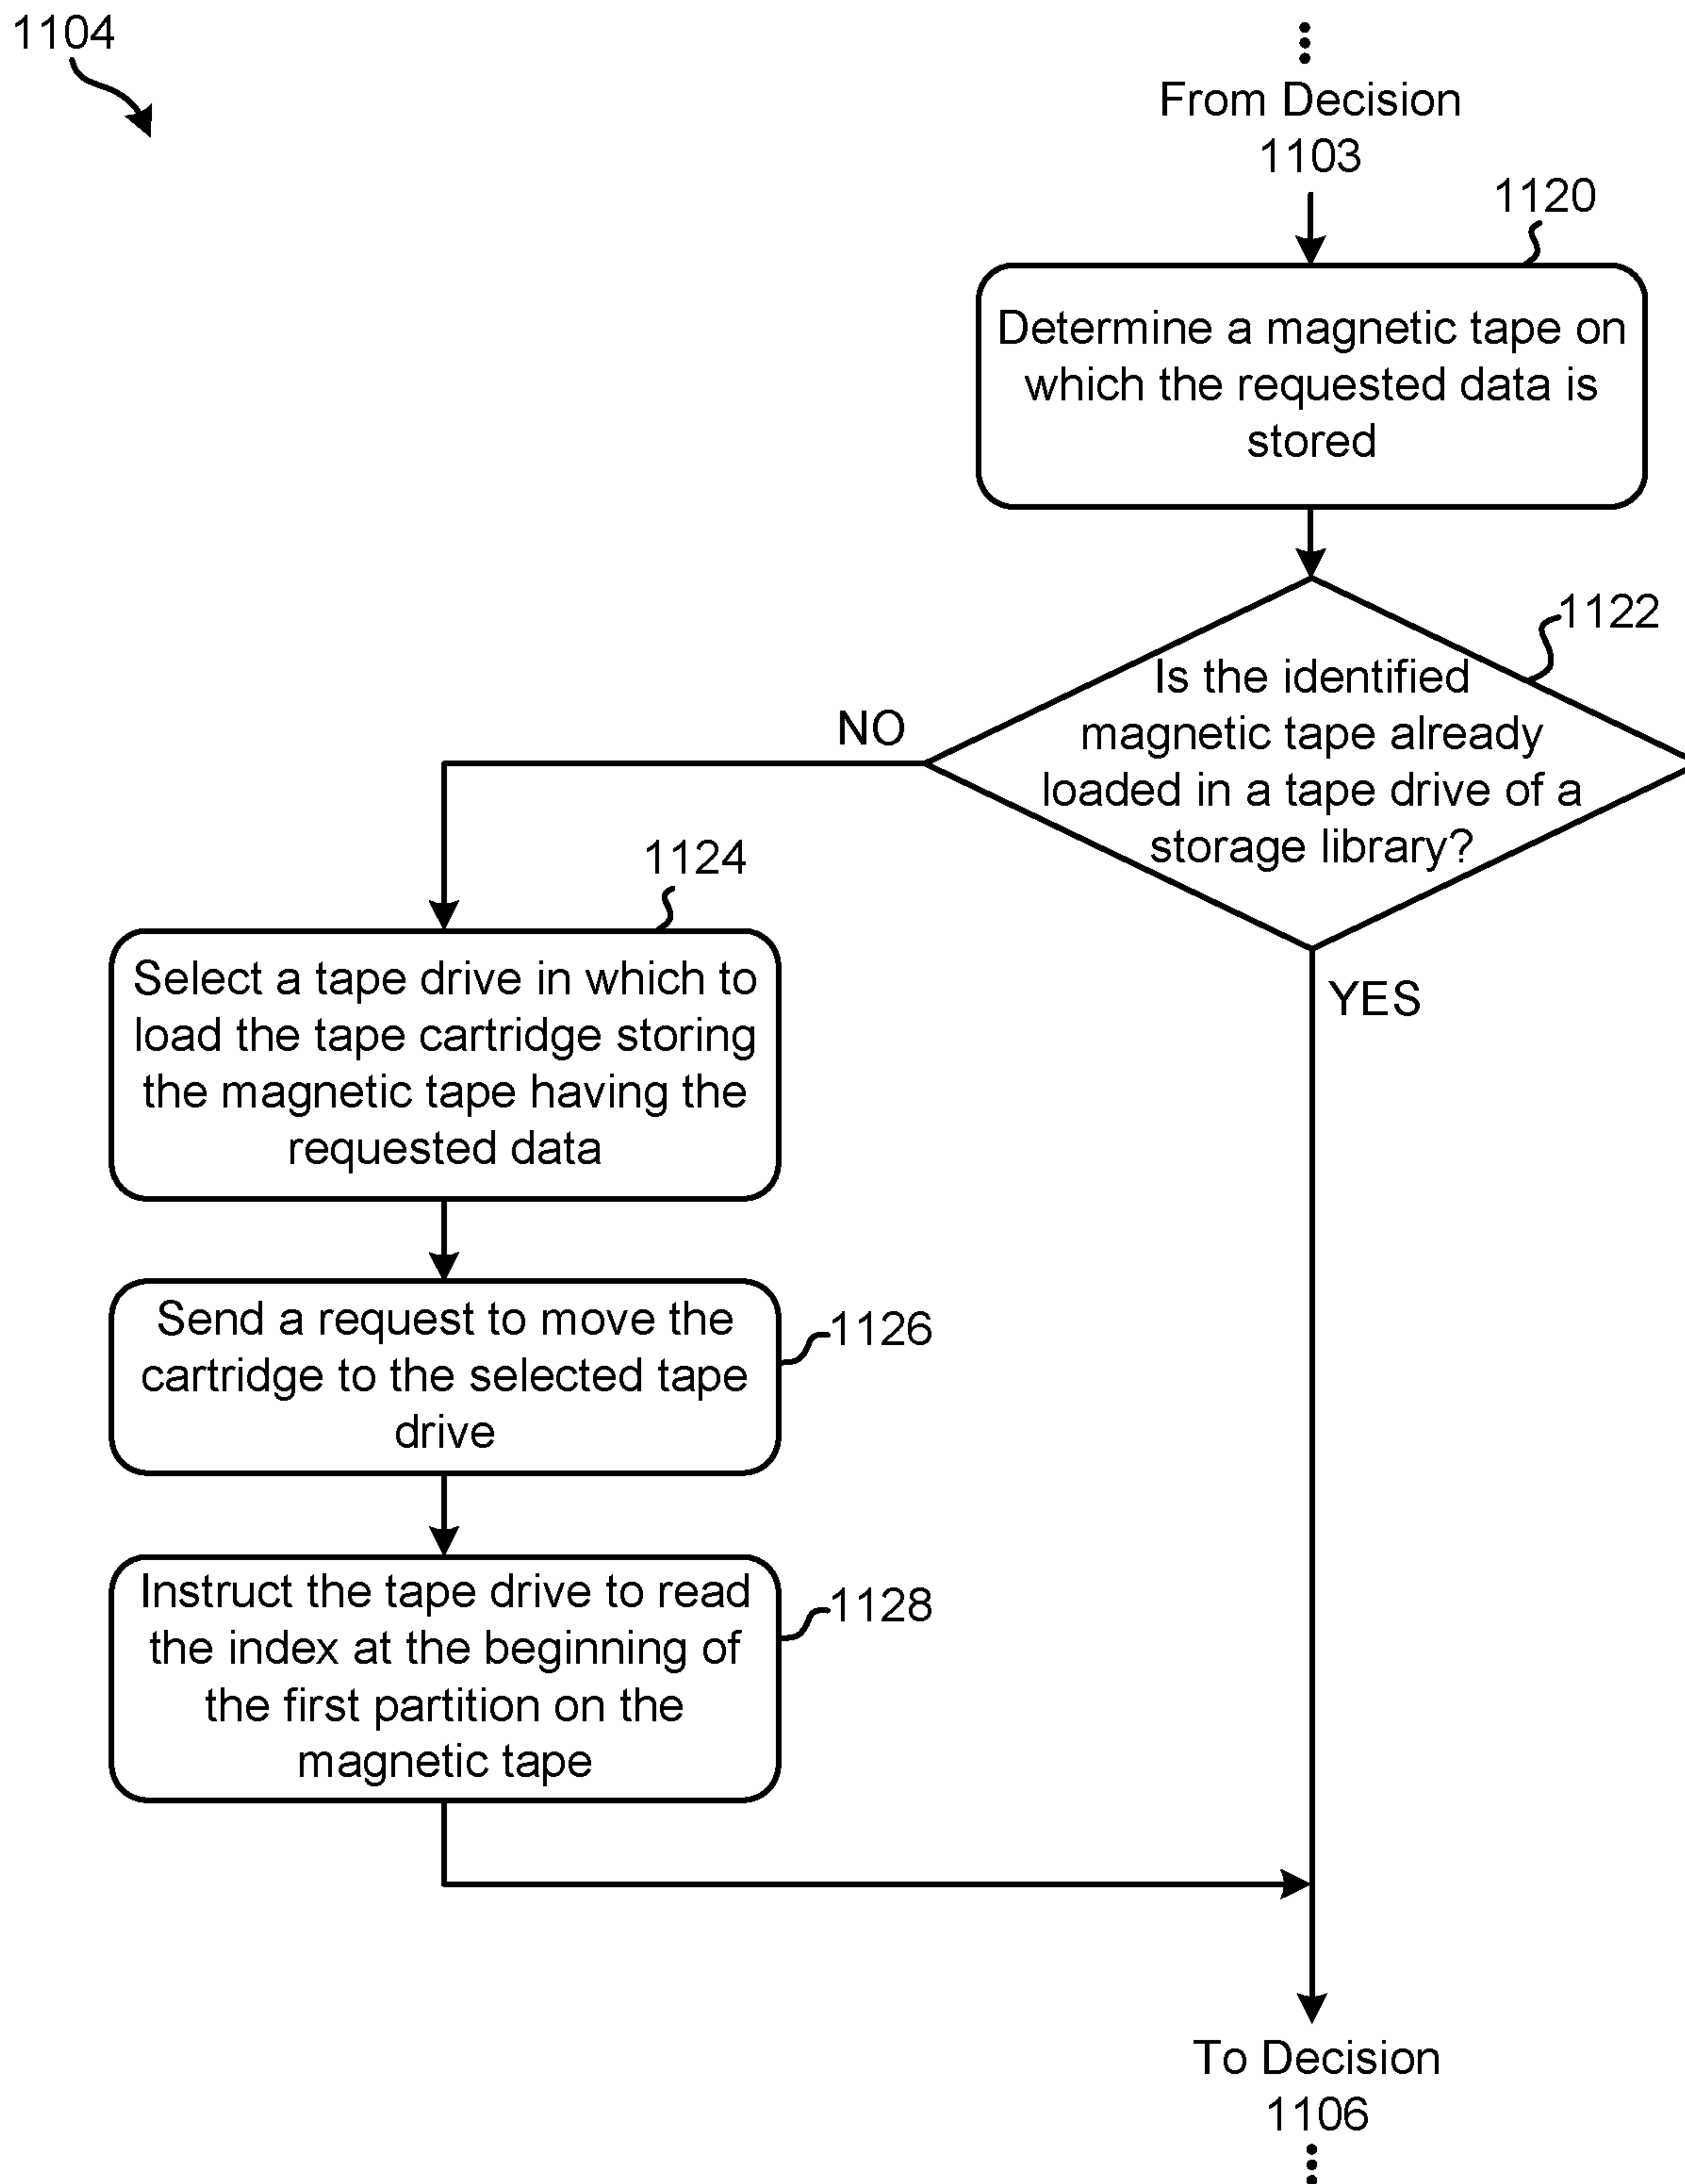 1104
From Decision
1103
1120
Determine a magnetic tape on
which the requested data is
stored
1122
Is the identified
magnetic tape already
loaded in a tape drive of a
storage library?
NO
YES
1124
Select a tape drive in which to
load the tape cartridge storing
the magnetic tape having the
requested data
Send a request to move the
cartridge to the selected tape
drive
1126
Instruct the tape drive to read
the index at the beginning of
the first partition on the
magnetic tape
1128
To Decision
1106